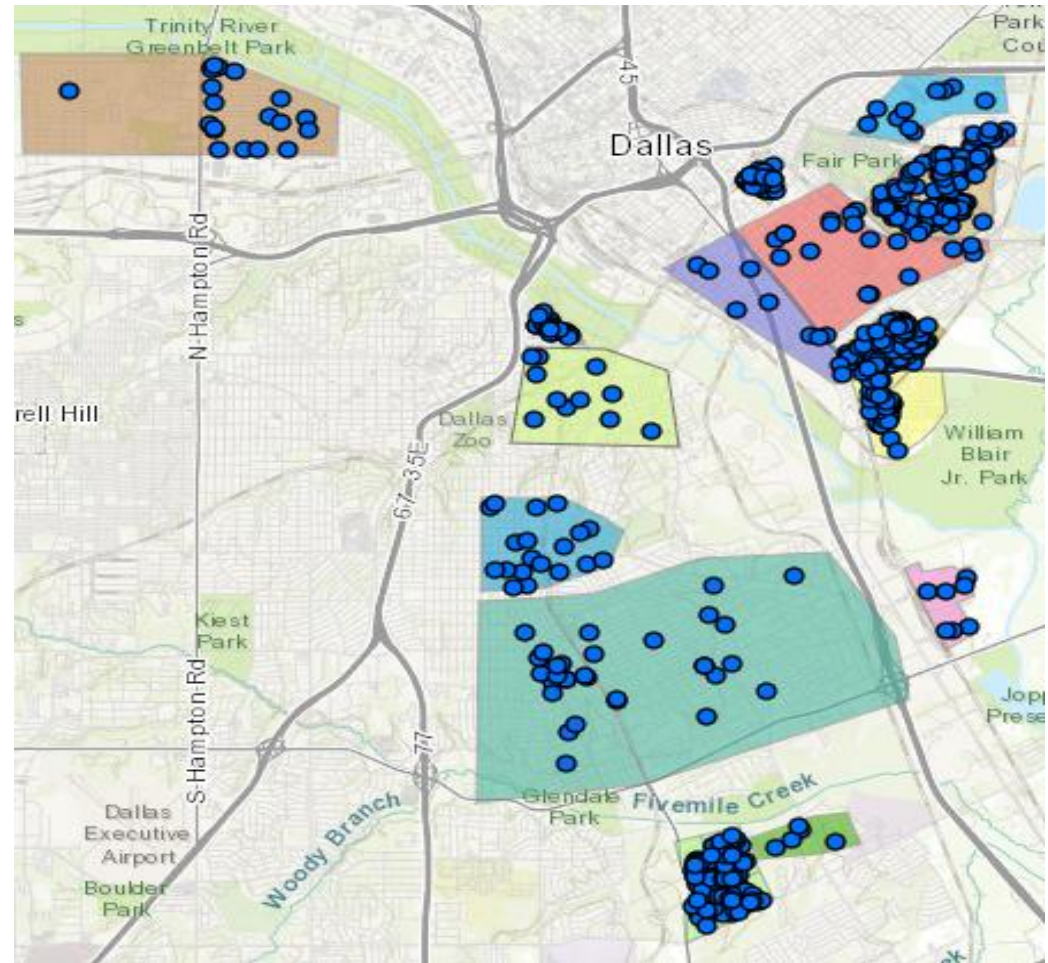 Trinity River
Greenbelt Park
Park
45
Dallas
Fair Park
N-Hampton Rd
rell Hill
Dallas
Zoo
67-35E
William
Blair
Jr. Park
Kiest
Park
S-Hampton-Rd
77
Jopp
Prese
Glendale
Park
Fivemile Creek
Woody Branch
Dallas
Executive
Airport
Boulder
Park